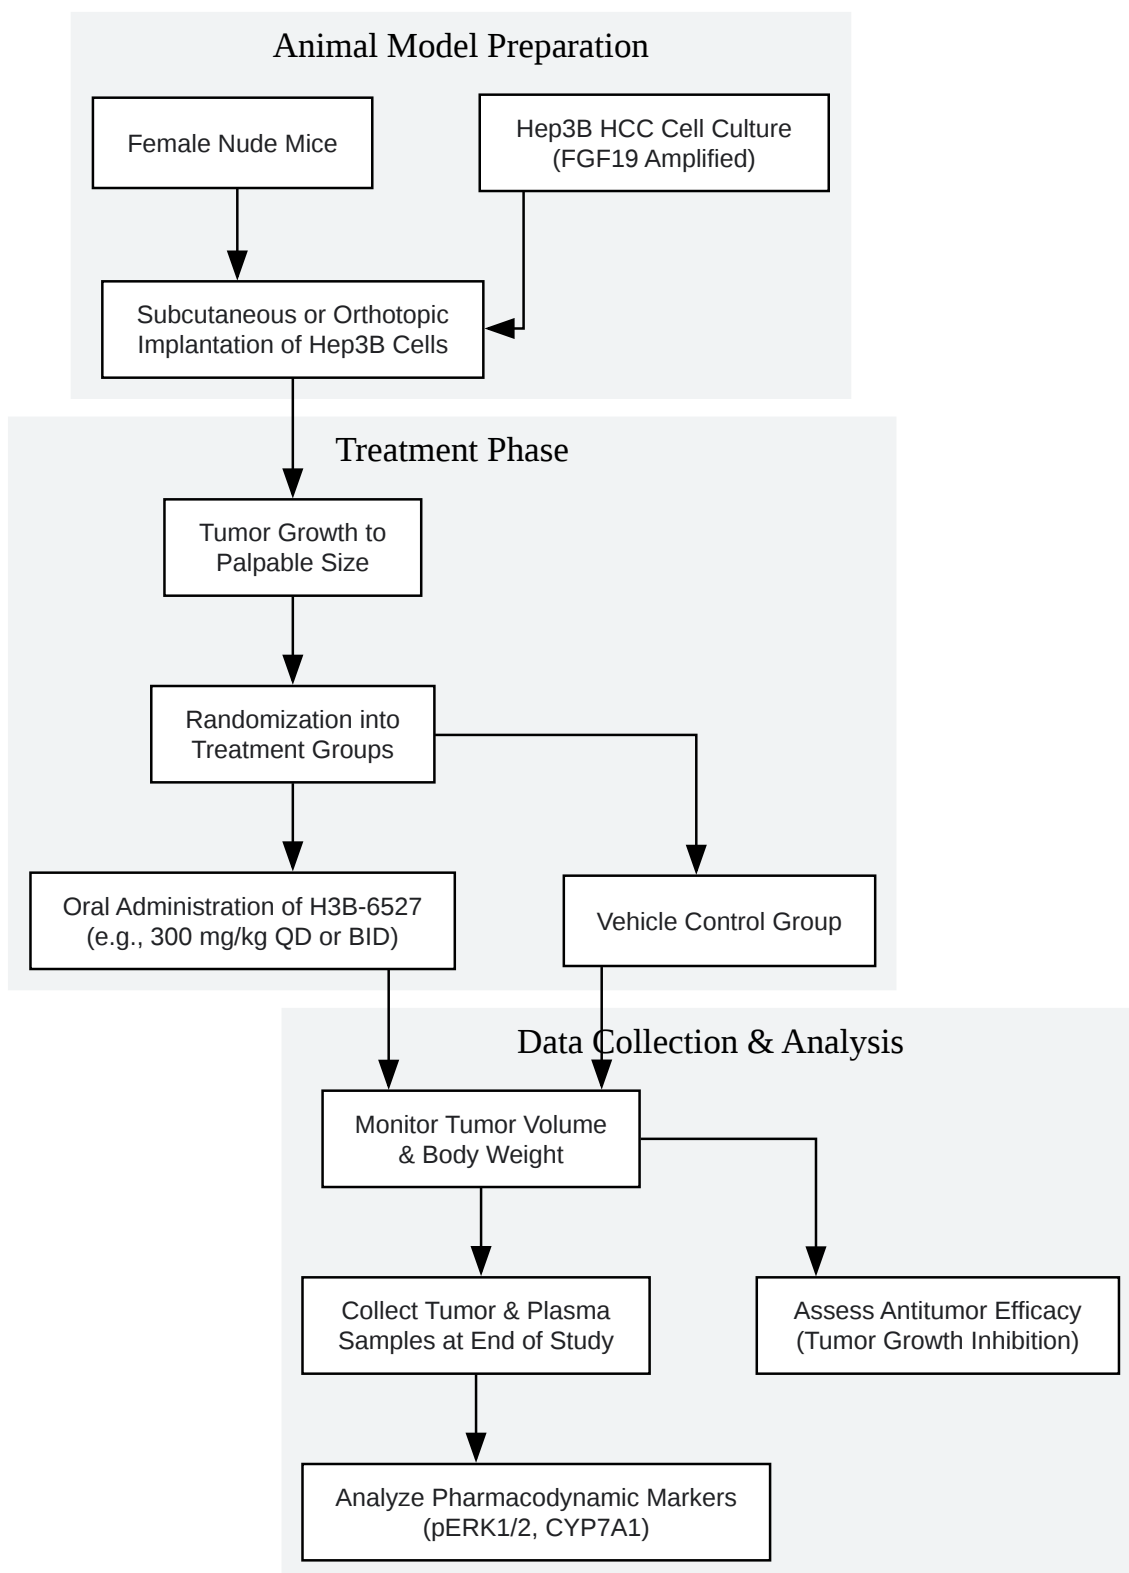 Animal Model Preparation
Female Nude Mice
Hep3B HCC Cell Culture
(FGF19 Amplified)
Subcutaneous or Orthotopic
Implantation of Hep3B Cells
Treatment Phase
Tumor Growth to
Palpable Size
Randomization into
Treatment Groups
Oral Administration of H3B-6527
(e.g., 300 mg/kg QD or BID)
Vehicle Control Group
Data Collection & Analysis
Monitor Tumor Volume
& Body Weight
Collect Tumor & Plasma
Samples at End of Study
Assess Antitumor Efficacy
(Tumor Growth Inhibition)
Analyze Pharmacodynamic Markers
(pERK1/2, CYP7A1)